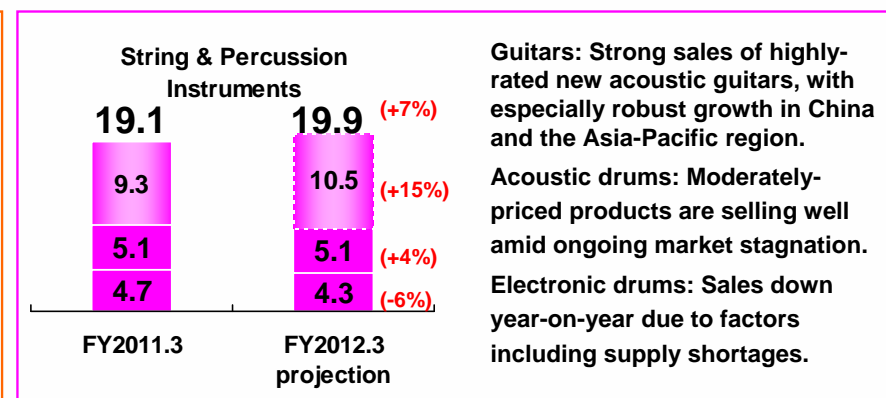 String & Percussion
Instruments
19.1
19.9
(+7%)
9.3
10.5
(+15%)
5.1
5.1
(+4%)
4.7
4.3
(-6%)
FY2011.3
FY2012.3
projection
Guitars: Strong sales of highly-
rated new acoustic guitars, with
especially robust growth in China
and the Asia-Pacific region.
Acoustic drums: Moderately-
priced products are selling well
amid ongoing market stagnation.
Electronic drums: Sales down
year-on-year due to factors
including supply shortages.